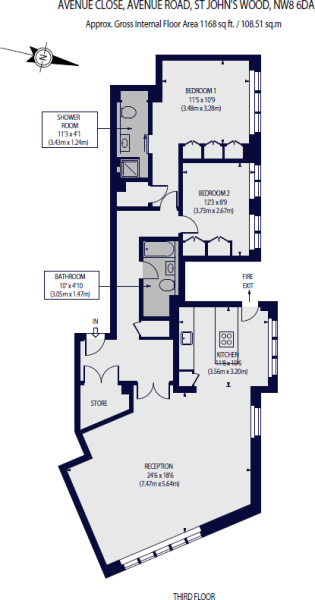 AVENUE CLOSE, AVENUE ROAD, ST JOHN'S WOOD, NW8 6DA
Approx. Gross Internal Floor Area 1168 sq ft. / 108.51 sq.m
N
BEDROOM 1
11'5 x 10'9
(3.48m x 3.28m)
SHOWER
ROOM
11'3 x 4'1
(3.43m x 1.24m)
BEDROOM 2
12'3 x 8'9
(3.73m x 2.67m)
BATHROOM
10' x 4'10
(3.05m x 1.47m)
FIRE
EXIT
IN
KITCHEN
11'8 x 10'6
(3.56m x 3.20m)
STORE
RECEPTION
24'6 x 18'6
(7.47m x 5.64m)
THIRD FLOOR